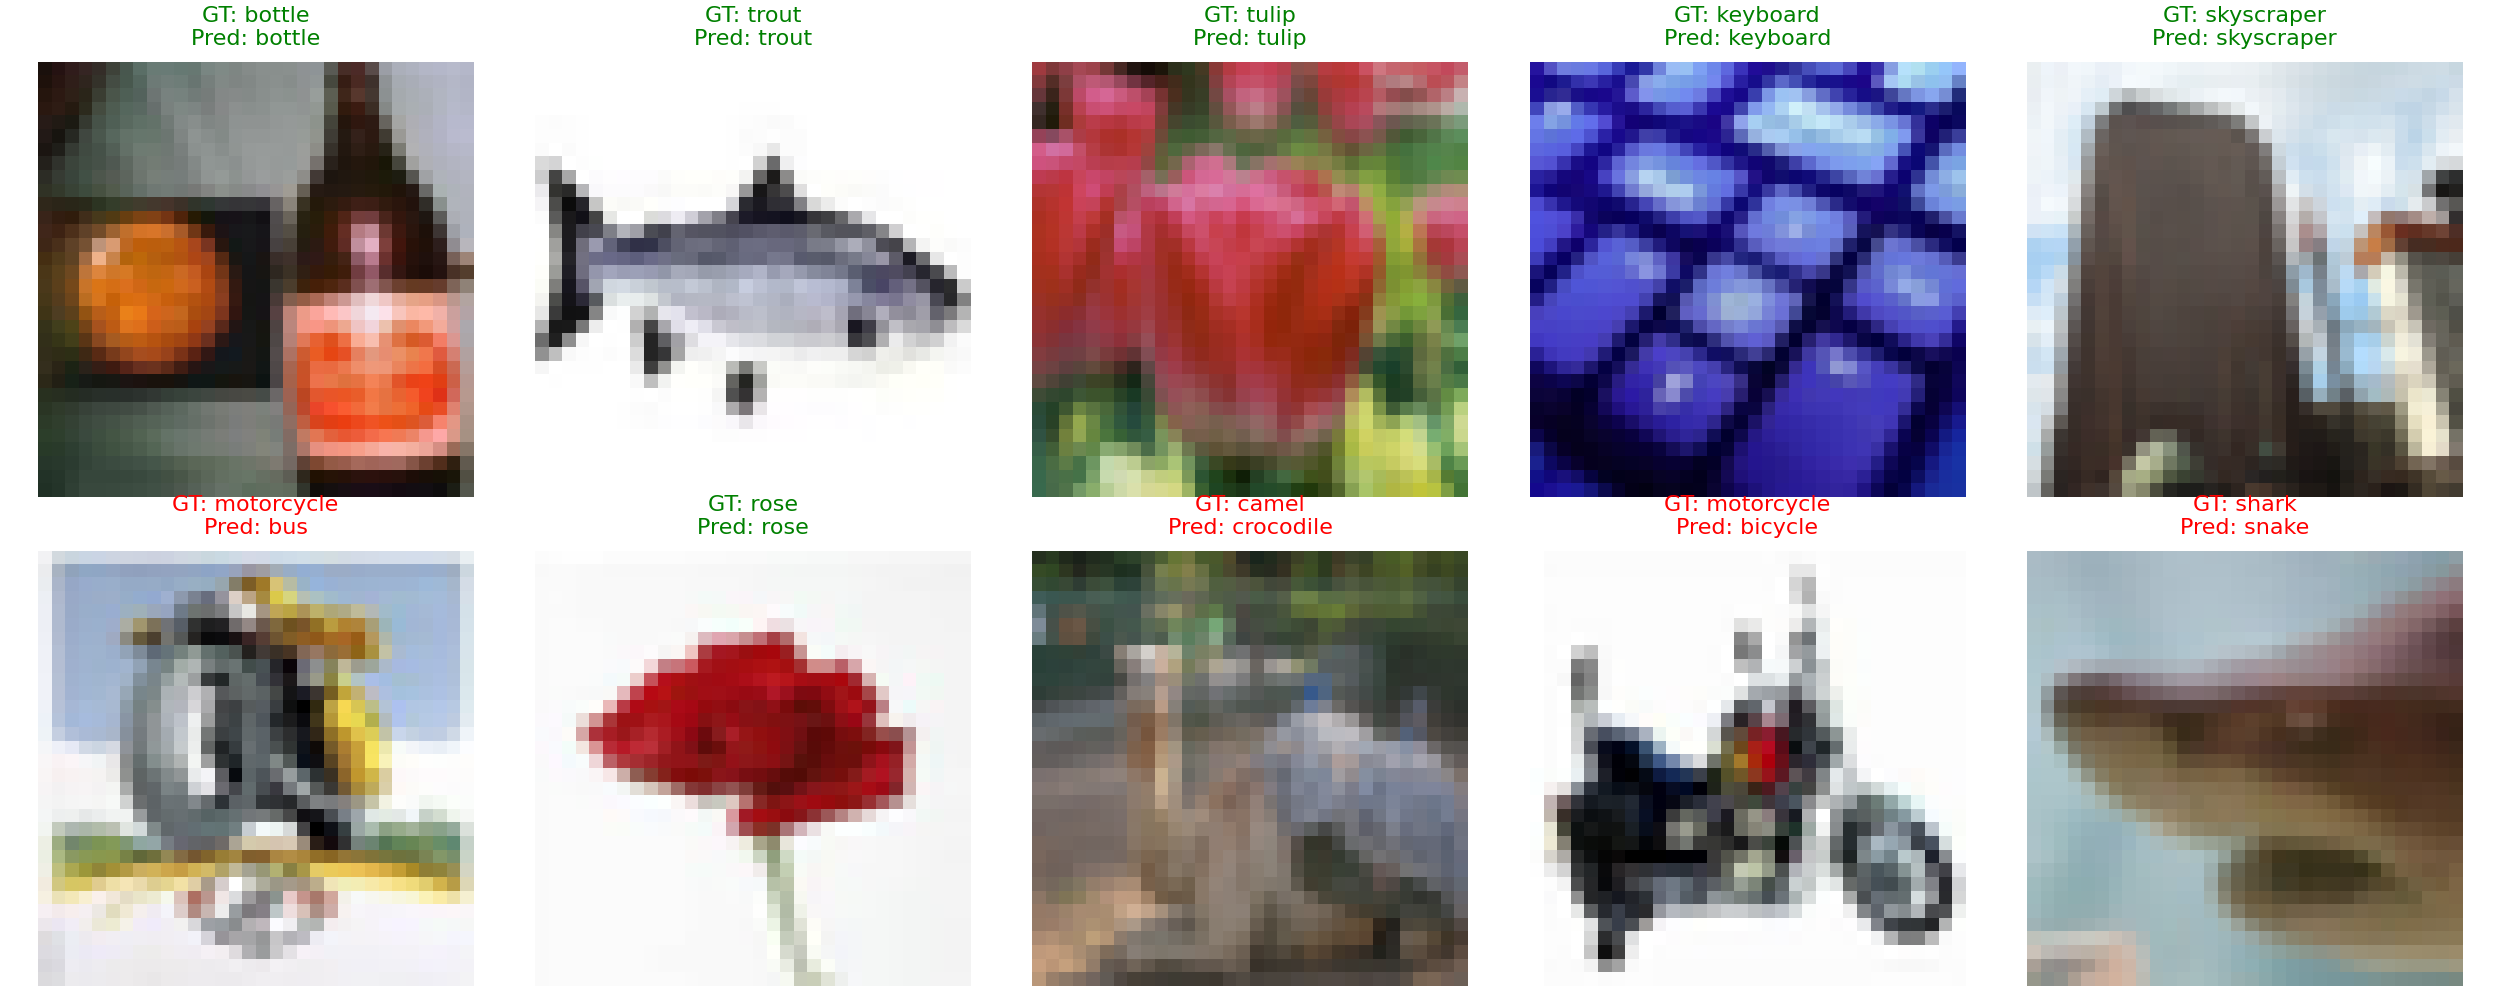 GT: bottle
Pred: bottle
GT: trout
Pred: trout
GT: tulip
Pred: tulip
GT: keyboard
Pred: keyboard
GT: skyscraper
Pred: skyscraper
GT: motorcycle
Pred: bus
GT: rose
Pred: rose
GT: camel
Pred: crocodile
GT: motorcycle
Pred: bicycle
GT: shark
Pred: snake